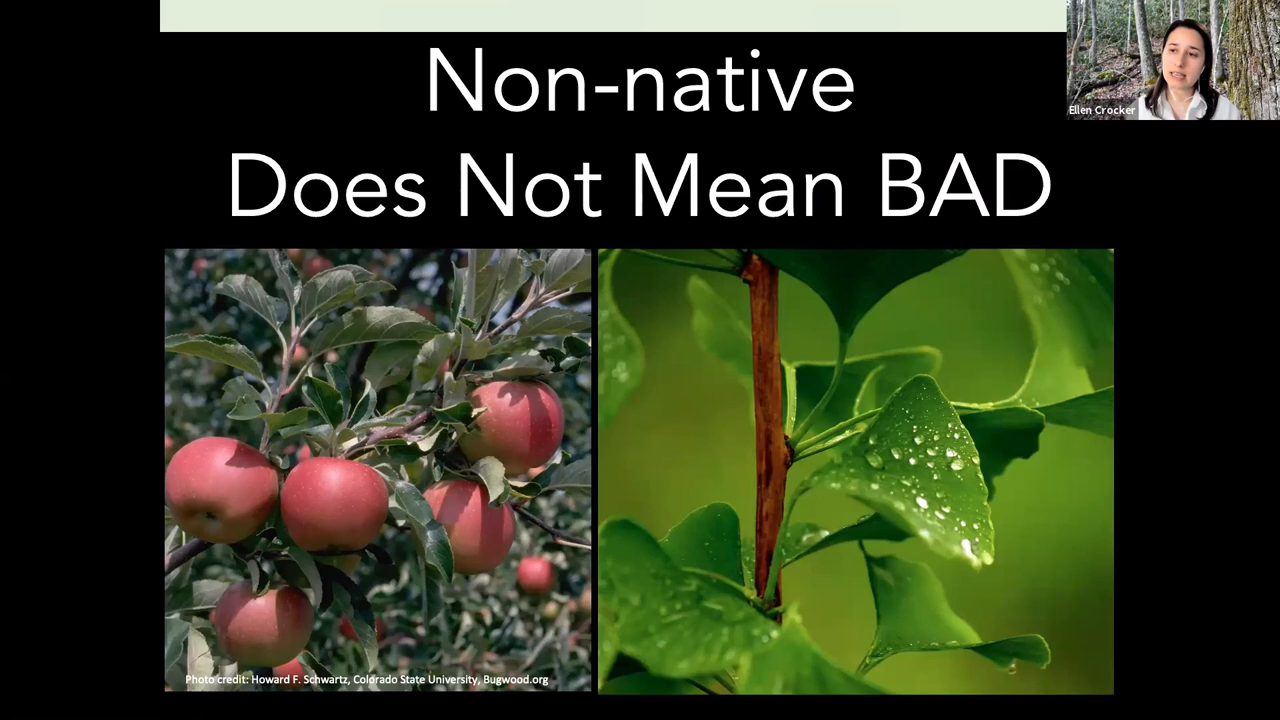 Non-native
Does Not Mean BAD
Ellen Crocker
Photo credit: Howard F. Schwartz, Colorado State University, Bugwood.org